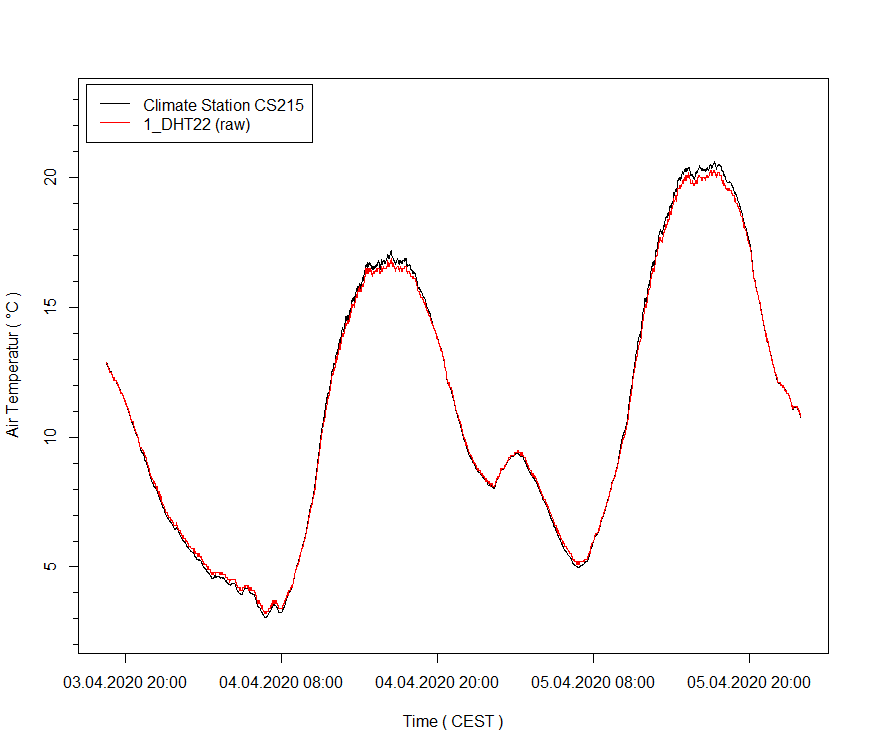 Climate Station CS215
1_DHT22 (raw)
20
15
10
5
Air Temperatur ( °C )
03.04.2020 20:00 04.04.2020 08:00 04.04.2020 20:00 05.04.2020 08:00 05.04.2020 20:00
Time ( CEST )